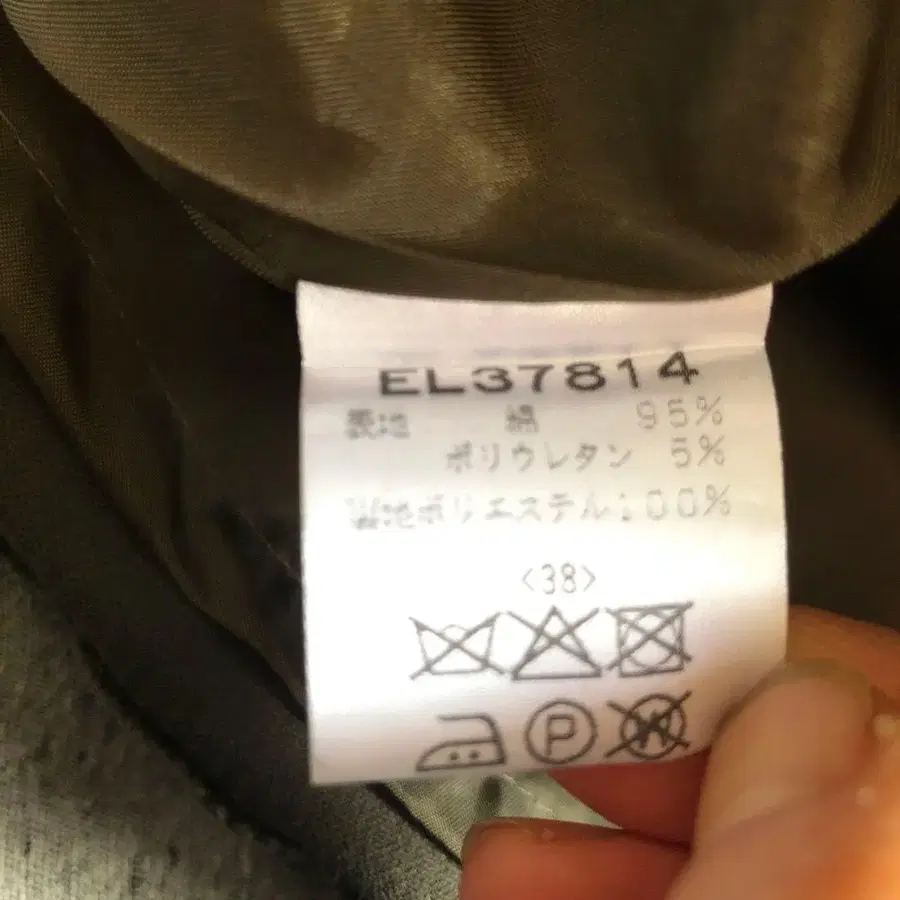 EL37814
表地 95%
ポリウレタン 5%
裏地ポリエステル100%
<38>
P W